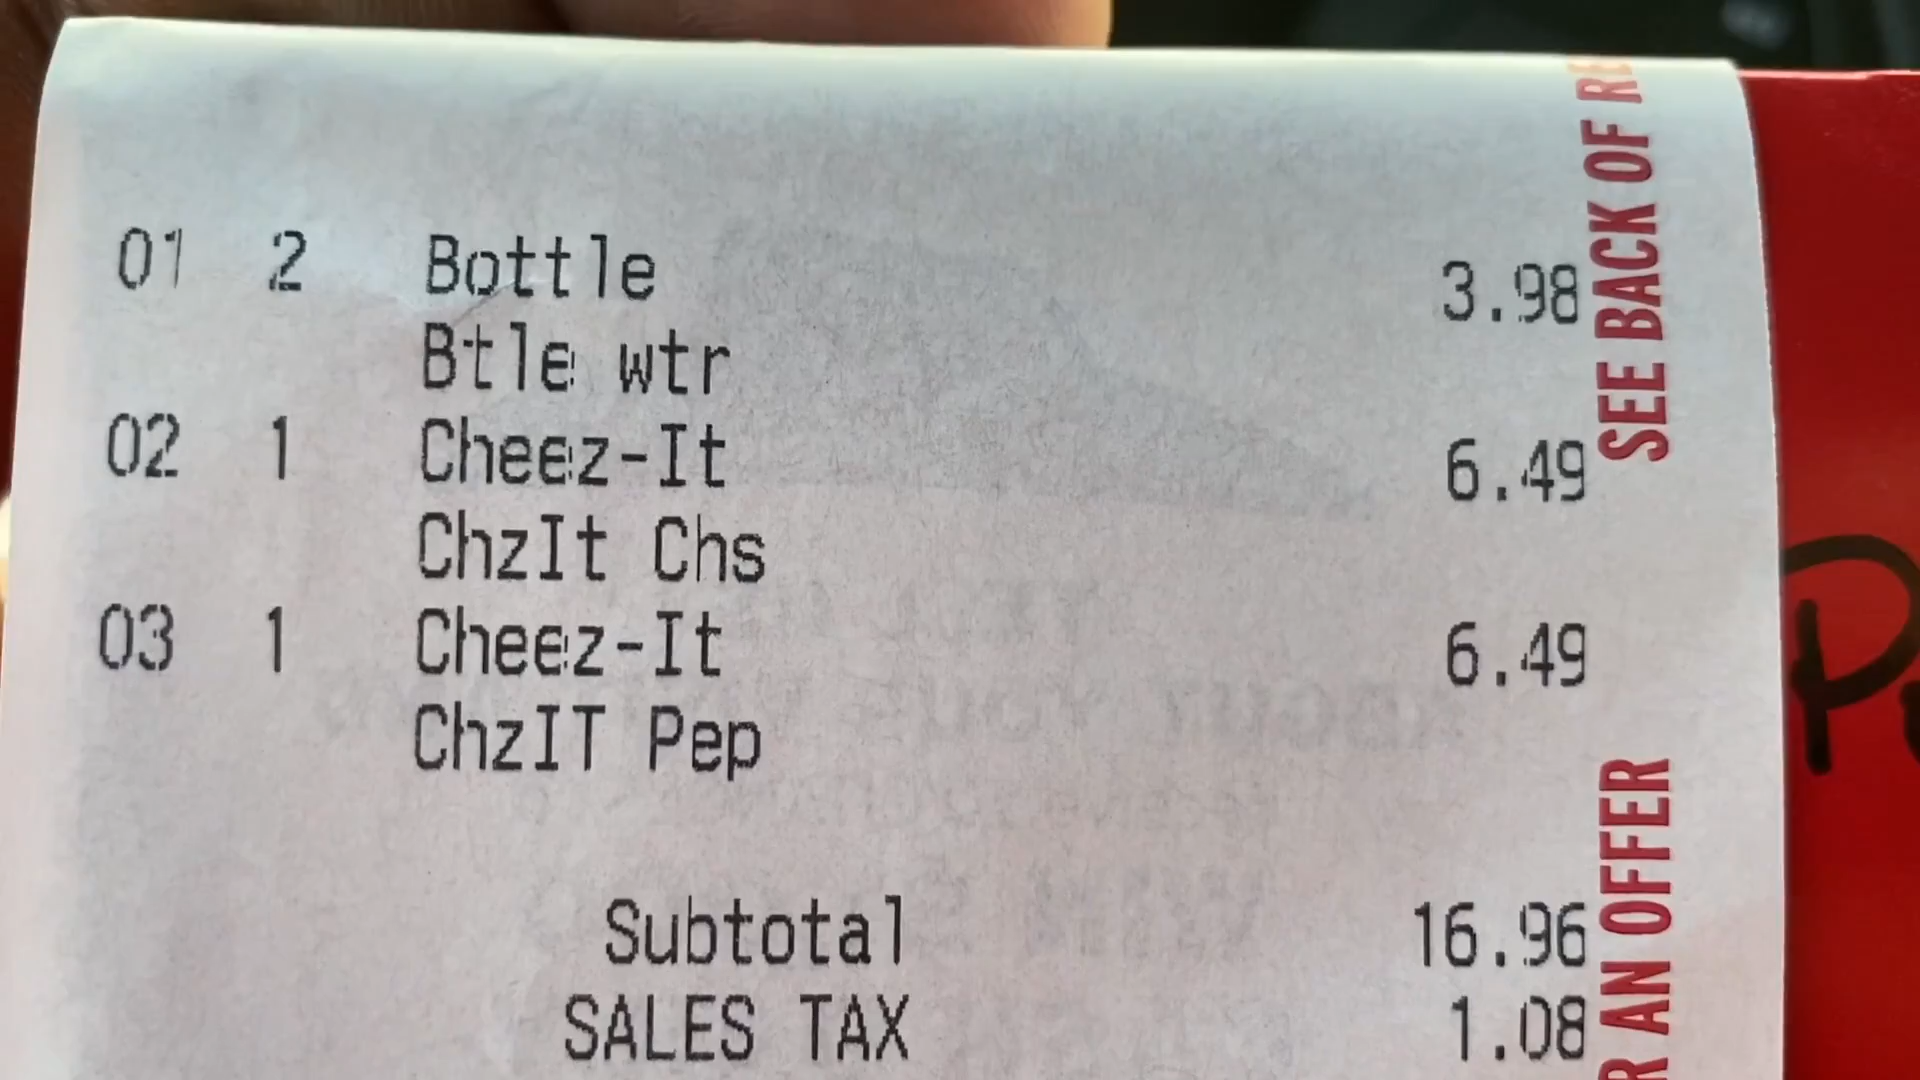 01 2 Bottle 3.98
Btle wtr
02 1 Cheez-It 6.49
ChzIt Chs
03 1 Cheez-It 6.49
ChzIT Pep
Subtotal 16.96
SALES TAX 1.08
SEE BACK OF
AN OFFER